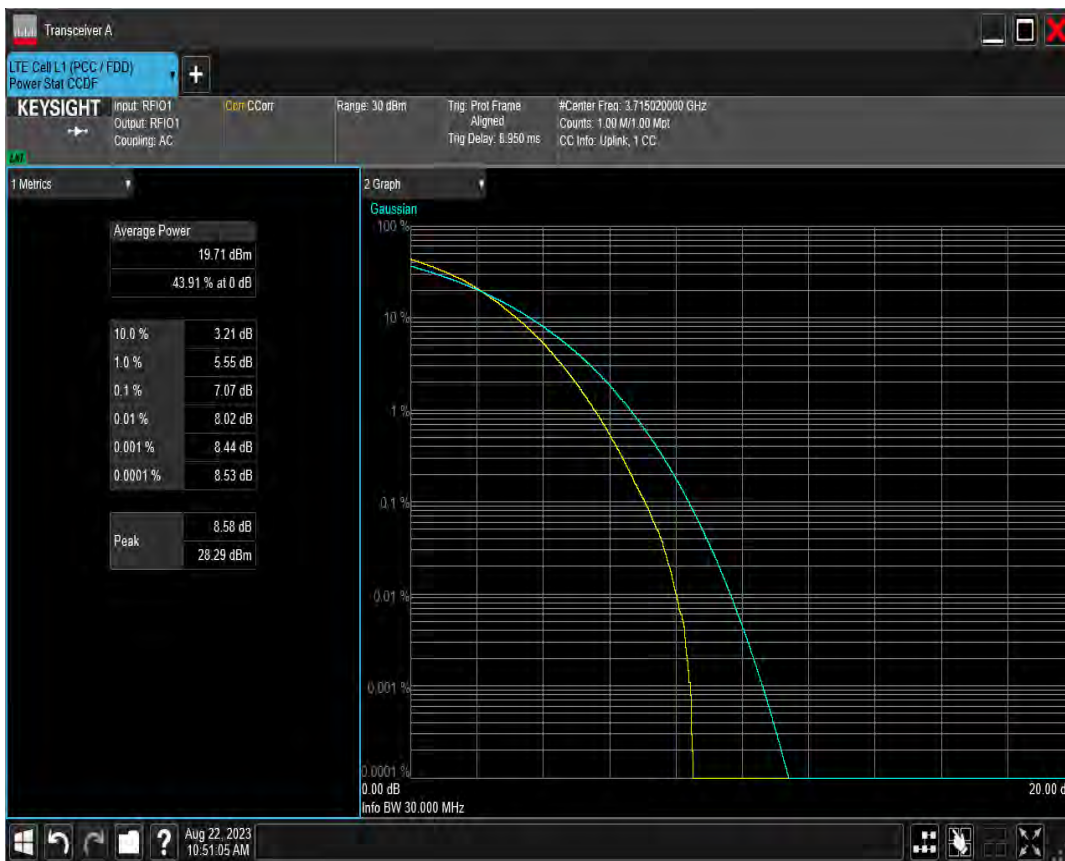 Transceiver A
LTE Cell L1 (PCC / FDD)
Power Stat CCDF
+
KEYSIGHT
Input: RFIO1
Output: RFIO1
Coupling: AC
Corr CCorr
Range: 30 dBm
Trig: Prot Frame
Aligned
Trig Delay: 8.950 ms
#Center Freq: 3.715020000 GHz
Counts: 1.00 M/1.00 Mpt
CC Info: Uplink, 1 CC
1 Metrics
Average Power
19.71 dBm
43.91 % at 0 dB
10.0 % 3.21 dB
1.0 % 5.55 dB
0.1 % 7.07 dB
0.01 % 8.02 dB
0.001 % 8.44 dB
0.0001 % 8.53 dB
Peak
8.58 dB
28.29 dBm
2 Graph
Gaussian
100 %
10 %
1 %
0.1 %
0.01 %
0.001 %
0.0001 %
0.00 dB
20.00 d
Info BW 30.000 MHz
?
Aug 22, 2023
10:51:05 AM